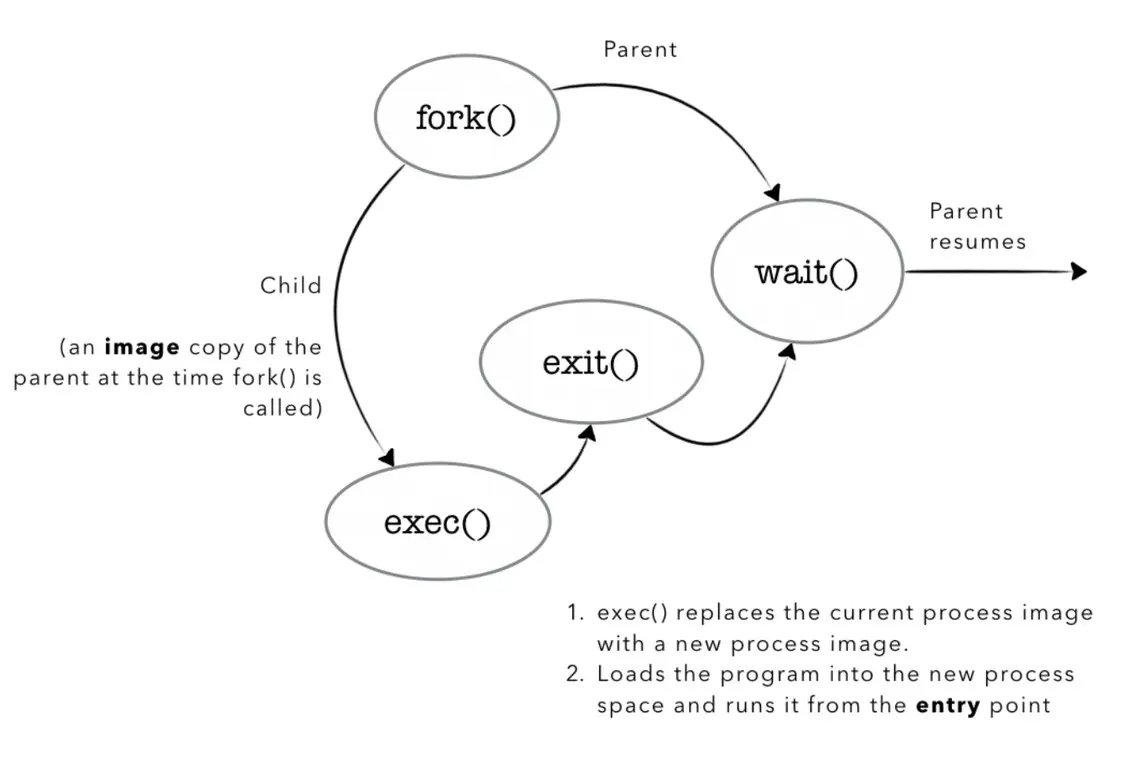 Parent
fork()
Parent
resumes
wait()
Child
(an image copy of the
parent at the time fork() is
called)
exit()
exec()
1. exec() replaces the current process image
with a new process image.
2. Loads the program into the new process
space and runs it from the entry point